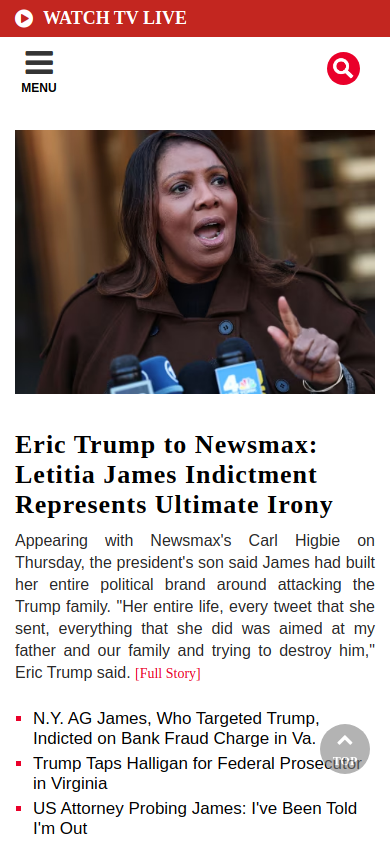 WATCH TV LIVE
MENU
4
Eric Trump to Newsmax:
Letitia James Indictment
Represents Ultimate Irony
Appearing with Newsmax's Carl Higbie on
Thursday, the president's son said James had built
her entire political brand around attacking the
Trump family. "Her entire life, every tweet that she
sent, everything that she did was aimed at my
father and our family and trying to destroy him,"
Eric Trump said. [Full Story]
N.Y. AG James, Who Targeted Trump,
Indicted on Bank Fraud Charge in Va.
Trump Taps Halligan for Federal Prosecutor
in Virginia
TOP
US Attorney Probing James: I've Been Told
I'm Out